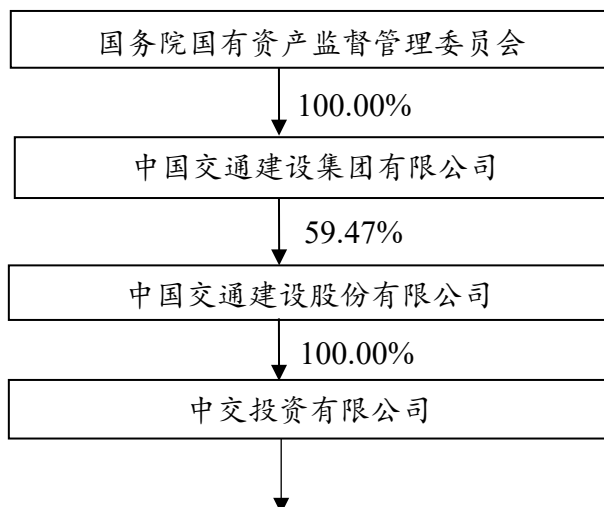 国务院国有资产监督管理委员会
100.00%
中国交通建设集团有限公司
59.47%
中国交通建设股份有限公司
100.00%
中交投资有限公司